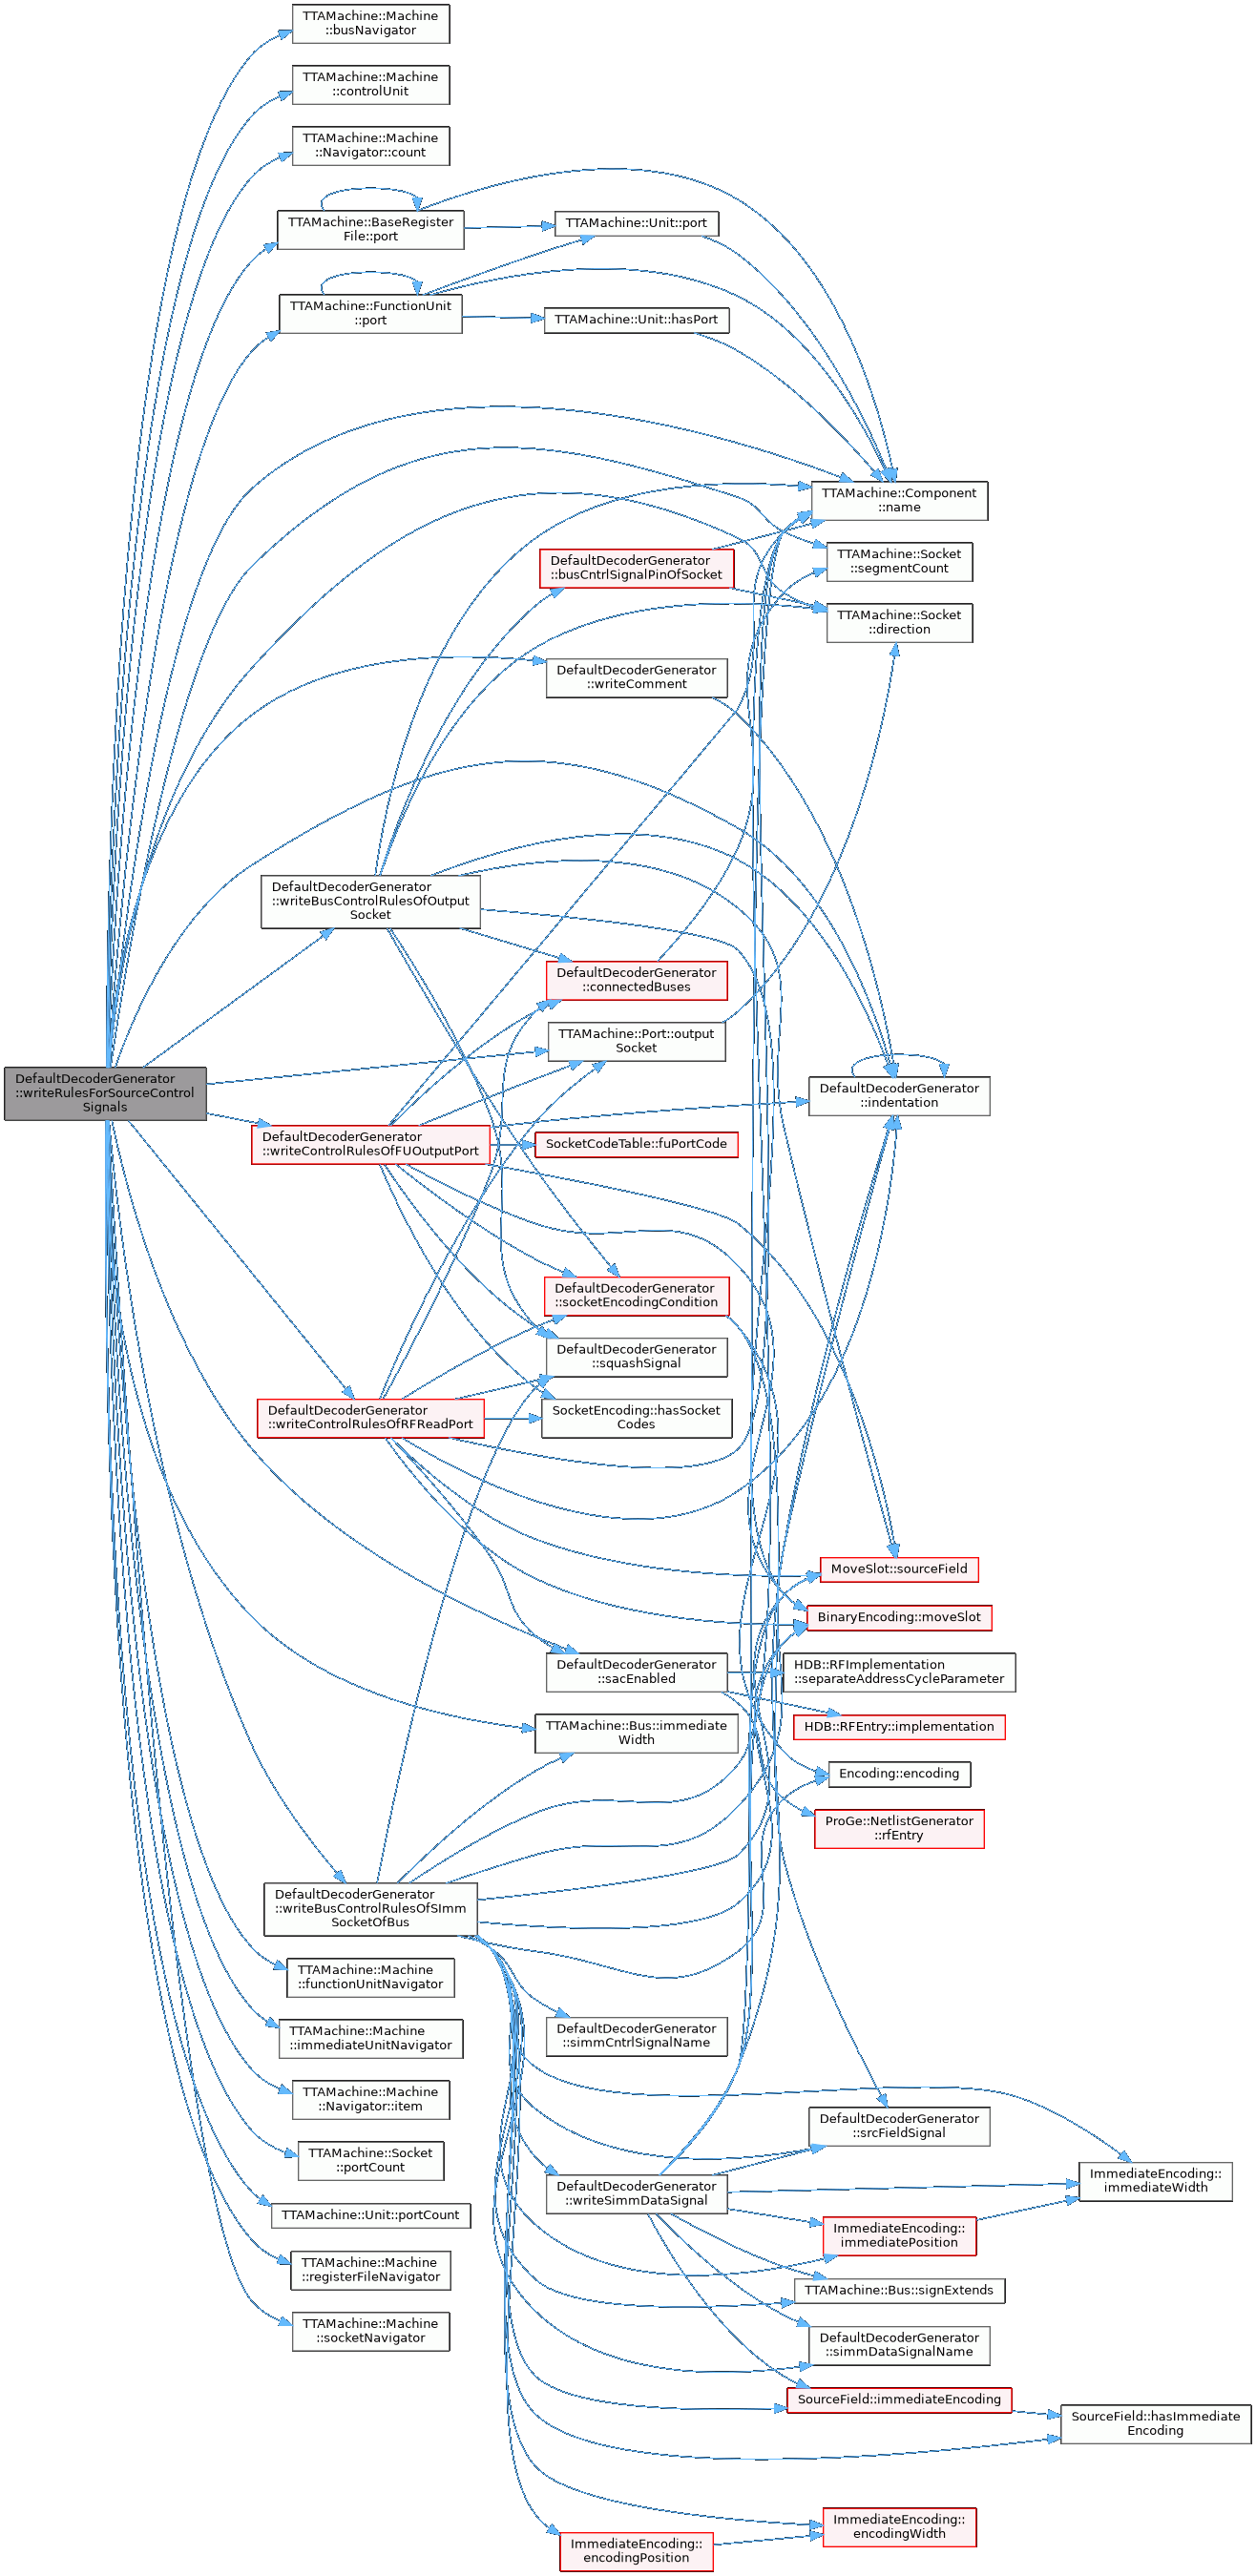 TTAMachine::Machine
::busNavigator
TTAMachine::Machine
::controlUnit
TTAMachine::Machine
::Navigator::count
TTAMachine::BaseRegister
File::port
TTAMachine::Unit::port
TTAMachine::FunctionUnit
::port
TTAMachine::Unit::hasPort
TTAMachine::Component
::name
DefaultDecoderGenerator
::busCntrlSignalPinOfSocket
TTAMachine::Socket
::segmentCount
TTAMachine::Socket
::direction
DefaultDecoderGenerator
::writeComment
DefaultDecoderGenerator
::writeBusControlRulesOfOutput
Socket
DefaultDecoderGenerator
::connectedBuses
TTAMachine::Port::output
Socket
DefaultDecoderGenerator
::writeRulesForSourceControl
Signals
DefaultDecoderGenerator
::indentation
DefaultDecoderGenerator
::writeControlRulesOfFUOutputPort
SocketCodeTable::fuPortCode
DefaultDecoderGenerator
::socketEncodingCondition
DefaultDecoderGenerator
::squashSignal
DefaultDecoderGenerator
::writeControlRulesOfRFReadPort
SocketEncoding::hasSocket
Codes
MoveSlot::sourceField
BinaryEncoding::moveSlot
DefaultDecoderGenerator
::sacEnabled
HDB::RFImplementation
::separateAddressCycleParameter
TTAMachine::Bus::immediate
Width
HDB::RFEntry::implementation
Encoding::encoding
ProGe::NetlistGenerator
::rfEntry
DefaultDecoderGenerator
::writeBusControlRulesOfSImm
SocketOfBus
TTAMachine::Machine
::functionUnitNavigator
TTAMachine::Machine
::immediateUnitNavigator
DefaultDecoderGenerator
::simmCntrlSignalName
TTAMachine::Machine
::Navigator::item
DefaultDecoderGenerator
::srcFieldSignal
TTAMachine::Socket
::portCount
DefaultDecoderGenerator
::writeSimmDataSignal
ImmediateEncoding::
immediateWidth
TTAMachine::Unit::portCount
ImmediateEncoding::
immediatePosition
TTAMachine::Machine
::registerFileNavigator
TTAMachine::Bus::signExtends
TTAMachine::Machine
::socketNavigator
DefaultDecoderGenerator
::simmDataSignalName
SourceField::immediateEncoding
SourceField::hasImmediate
Encoding
ImmediateEncoding::
encodingPosition
ImmediateEncoding::
encodingWidth